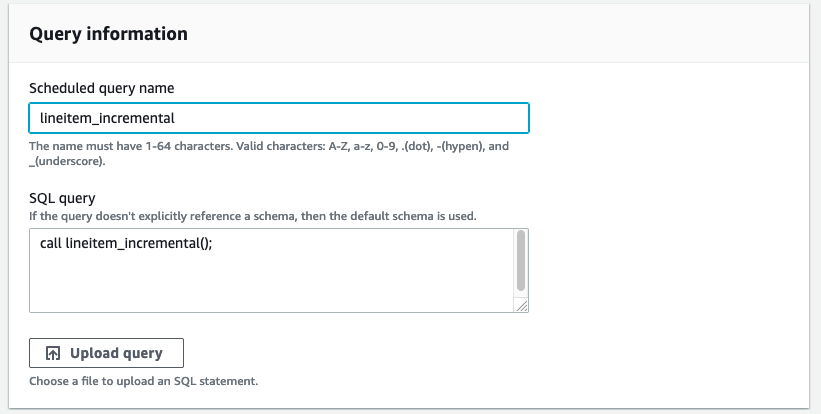 Query information
Scheduled query name
lineitem_incremental
The name must have 1-64 characters. Valid characters: A-Z, a-z, 0-9, .(dot), -(hypen), and
_(underscore).
SQL query
If the query doesn't explicitly reference a schema, then the default schema is used.
call lineitem_incremental();
Upload query
Choose a file to upload an SQL statement.